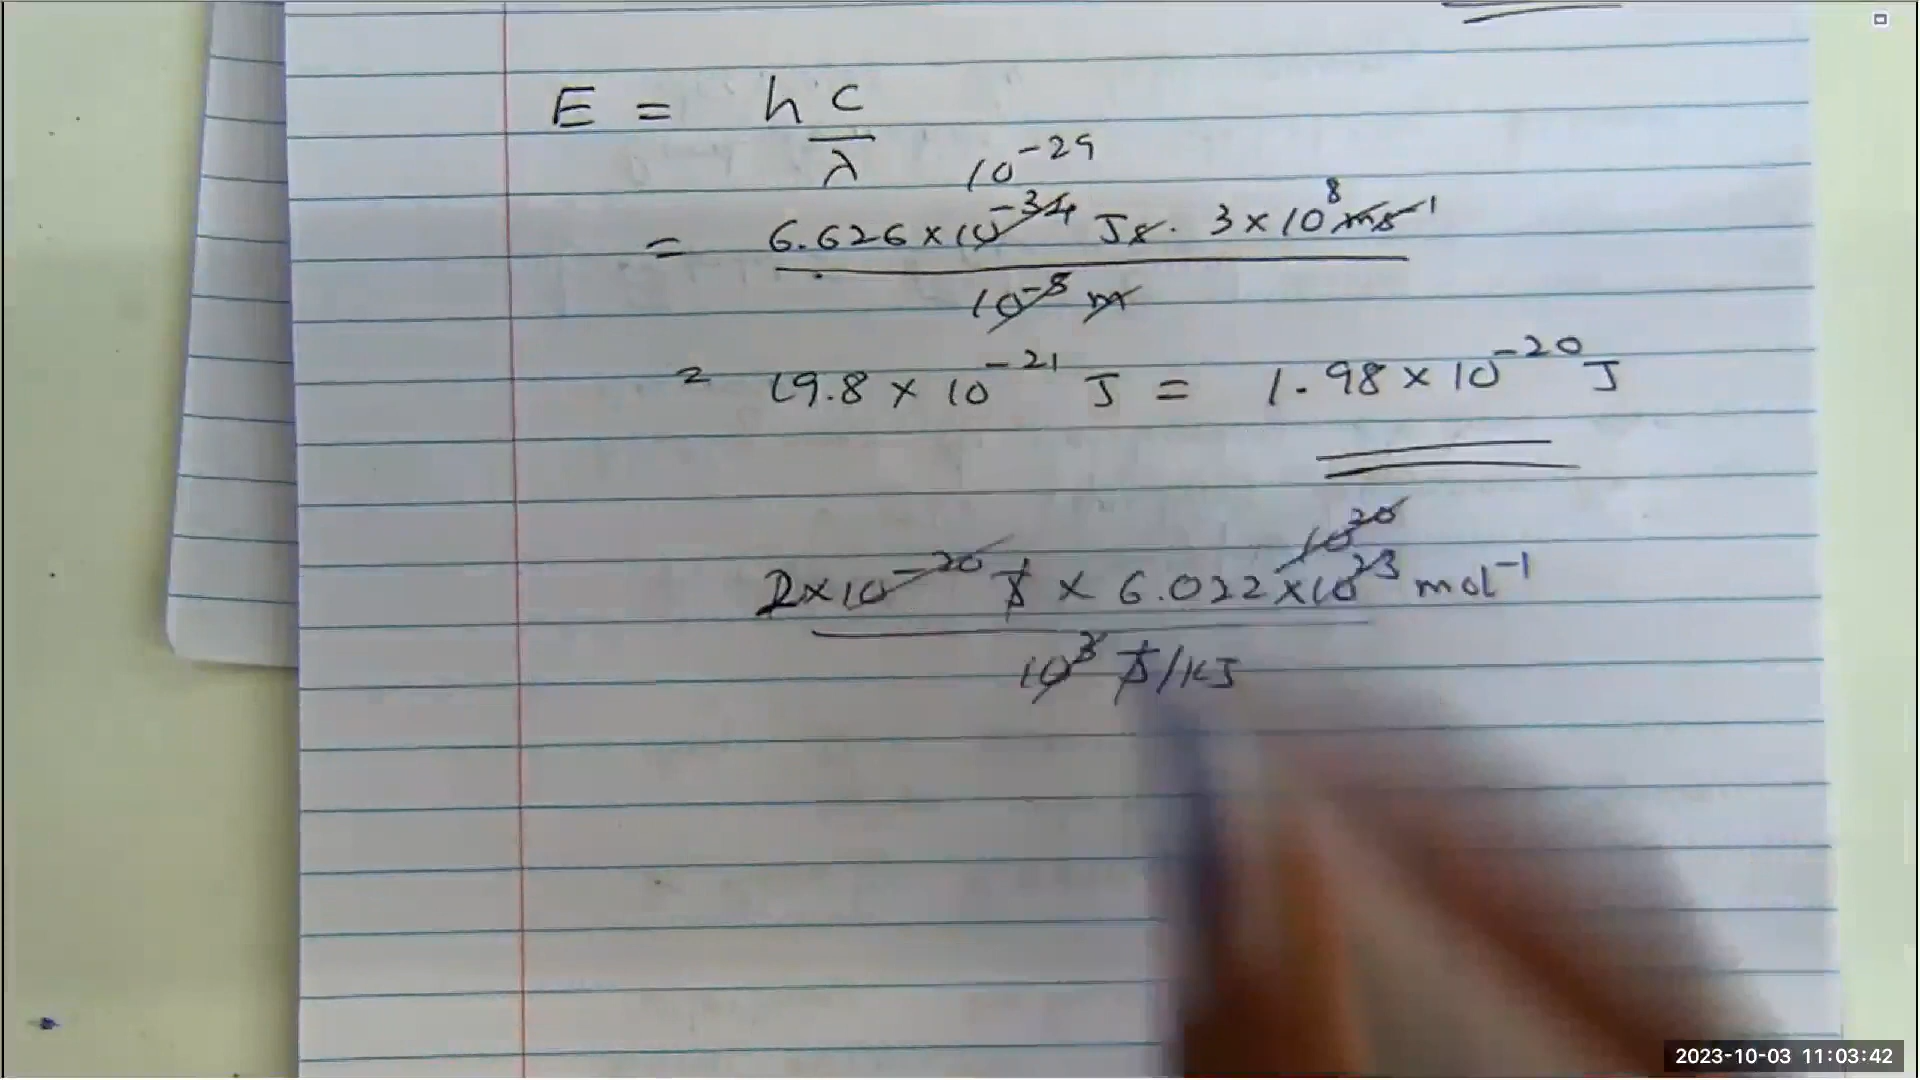 E = h c
λ
10^-29
= 6.626 × 10^-34 Js. 3 × 10^8 ms^-1
10^-5 m
= 19.8 × 10^-21 J = 1.98 × 10^-20 J
10^20
2 × 10^-20 J × 6.022 × 10^23 mol^-1
10^3 J/KJ
2023-10-03 11:03:42